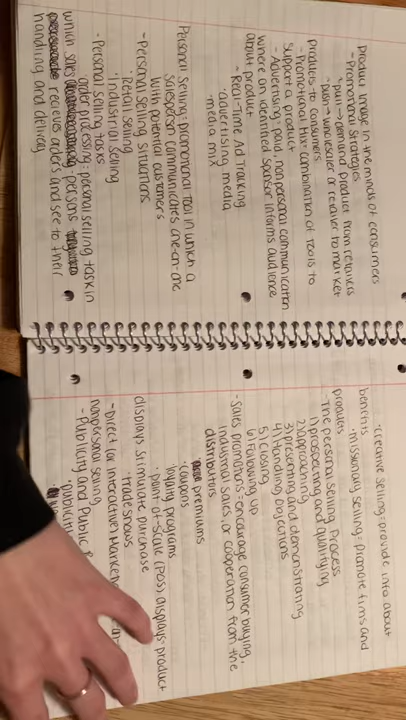 product image in the minds of consumers
- Promotional Strategies
· pull → demand product from retailers
· push → wholesaler or retailer to market
products to consumers
- Promotional Mix: combination of tools to
support a product
- Advertising: paid, nonpersonal communication
where an identified sponsor informs audience
about product
- Real-Time Ad Tracking
· advertising media
· media mix
Personal Selling: promotional tool in which a
salesperson communicates one-on-one
with potential customers
- Personal selling situations
· Retail Selling
· Industrial Selling
- Personal selling tasks
· order processing: personal selling task in
which sales persons
recieves orders and see to their
handling and delivery
· creative selling: provide info about
benefits
· missionary selling: promote firms and
products
- The Personal Selling Process
1) prospecting and qualifying
2) approaching
3) presenting and demonstrating
4) Handling objections
5) closing
6) Following up
- Sales promotions: encourage consumer buying,
industrial sales, or cooperation from the
distributors
· premiums
· coupons
· loyalty programs
· point-of-sale (POS) displays: product
displays stimulate purchase
· trade shows
- Direct (or interactive) Marketin
nonpersonal selling
- Publicity and Public R
· publicit